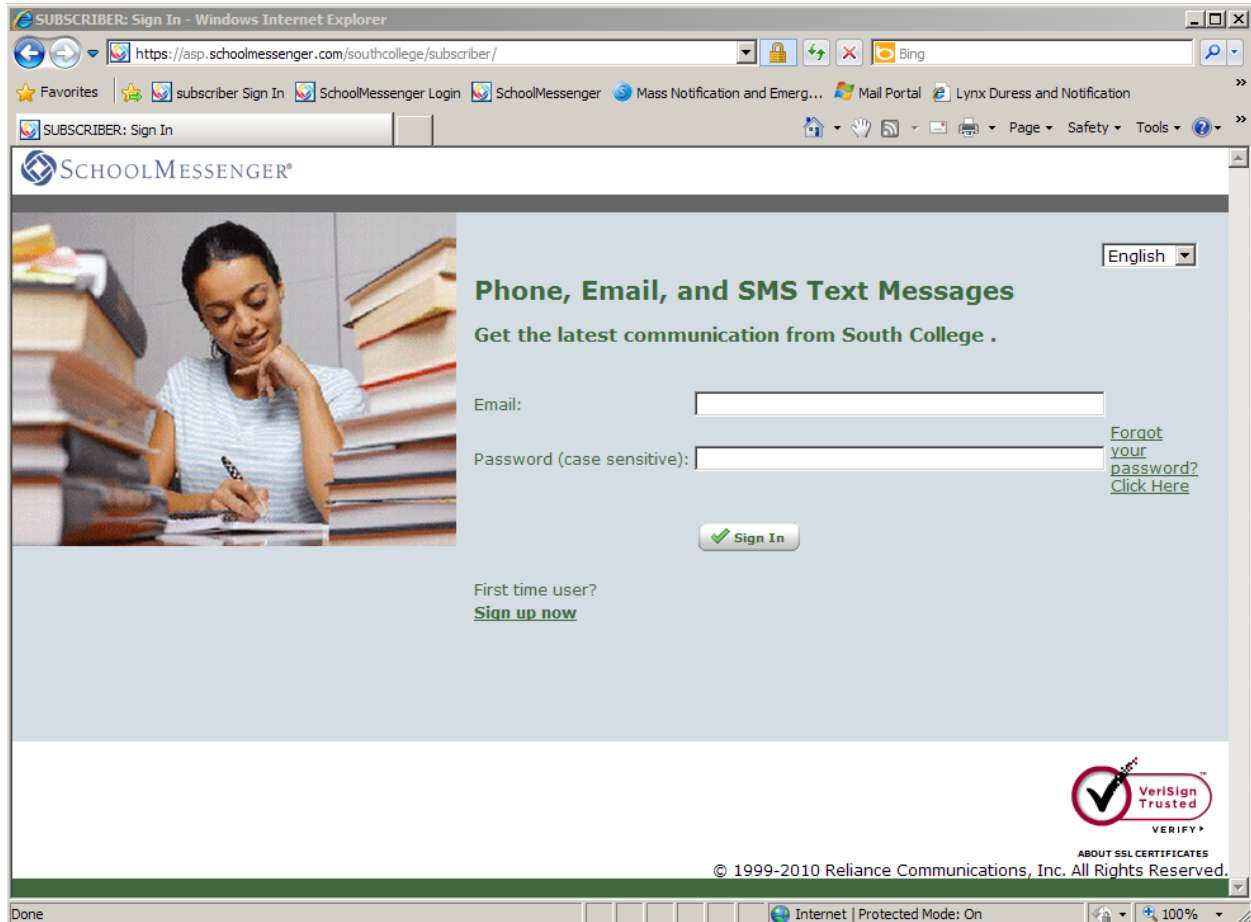 SUBSCRIBER: Sign In - Windows Internet Explorer
https://asp.schoolmessenger.com/southcollege/subscriber/
Bing
Favorites subscriber Sign In SchoolMessenger Login SchoolMessenger Mass Notification and Emerg... Mail Portal Lynx Duress and Notification »
SUBSCRIBER: Sign In
Page Safety Tools »
SCHOOLMESSENGER®
English
Phone, Email, and SMS Text Messages
Get the latest communication from South College .
Email:
Password (case sensitive):
Forgot
your
password?
Click Here
Sign In
First time user?
Sign up now
VeriSign™
Trusted
VERIFY
ABOUT SSL CERTIFICATES
© 1999-2010 Reliance Communications, Inc. All Rights Reserved.
Done
Internet | Protected Mode: On
100%